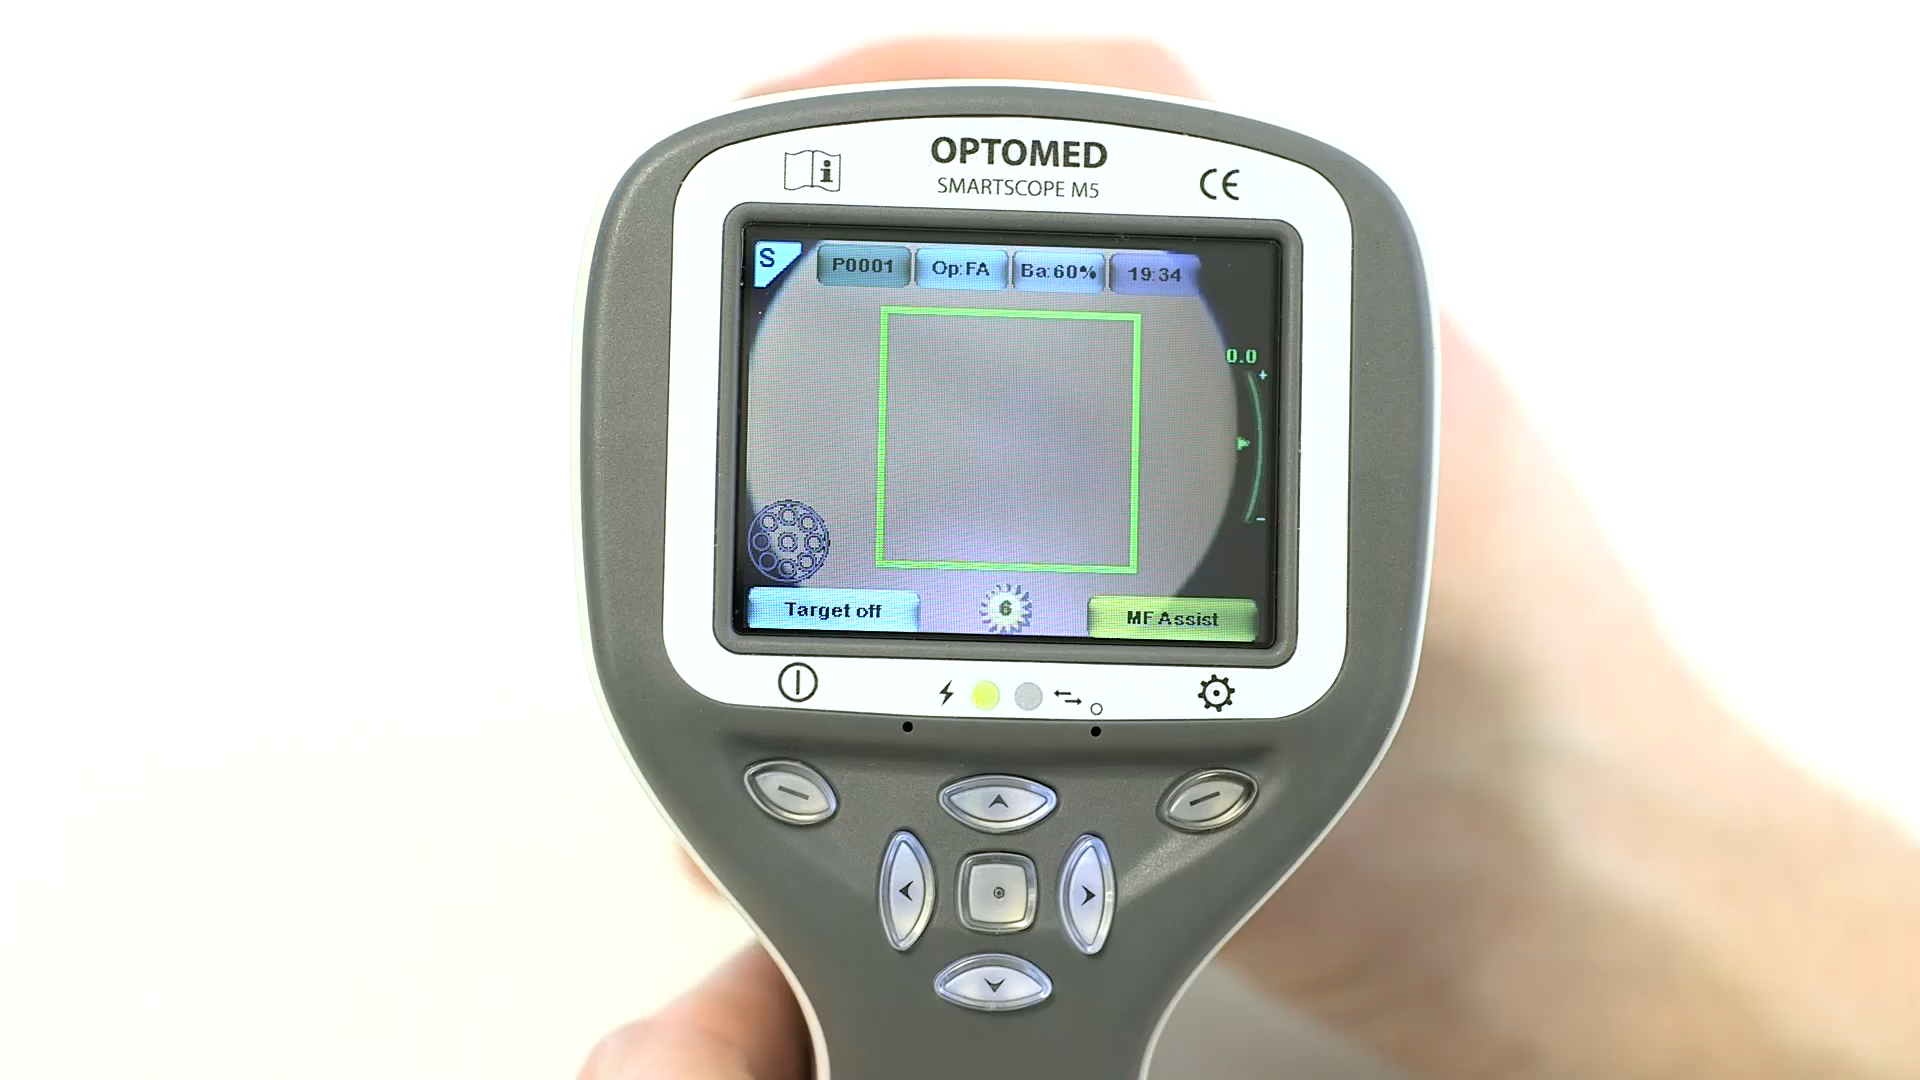 OPTOMED
SMARTSCOPE M5
i
CE
S
P0001 Op:FA Ba:60% 19:34
0.0
+
-
Target off
6
MF Assist